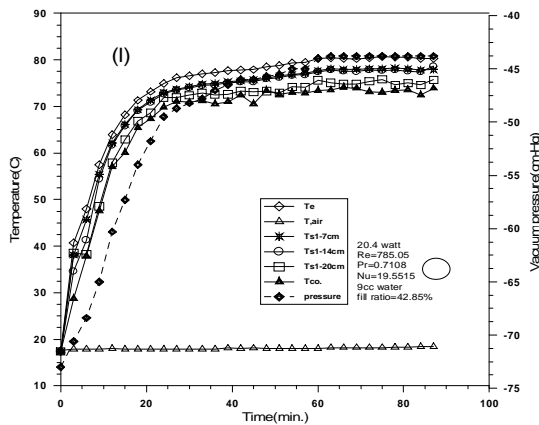 (I)
Temperature(C)
100
90
80
70
60
50
40
30
20
10
Vacuum pressure(cm-Hg)
-40
-45
-50
-55
-60
-65
-70
-75
Te
T,air
Ts1-7cm
Ts1-14cm
Ts1-20cm
Tco.
pressure
20.4 watt
Re=785.05
Pr=0.7108
Nu=19.5515
9cc water
fill ratio=42.85%
0 20 40 60 80 100
Time(min.)